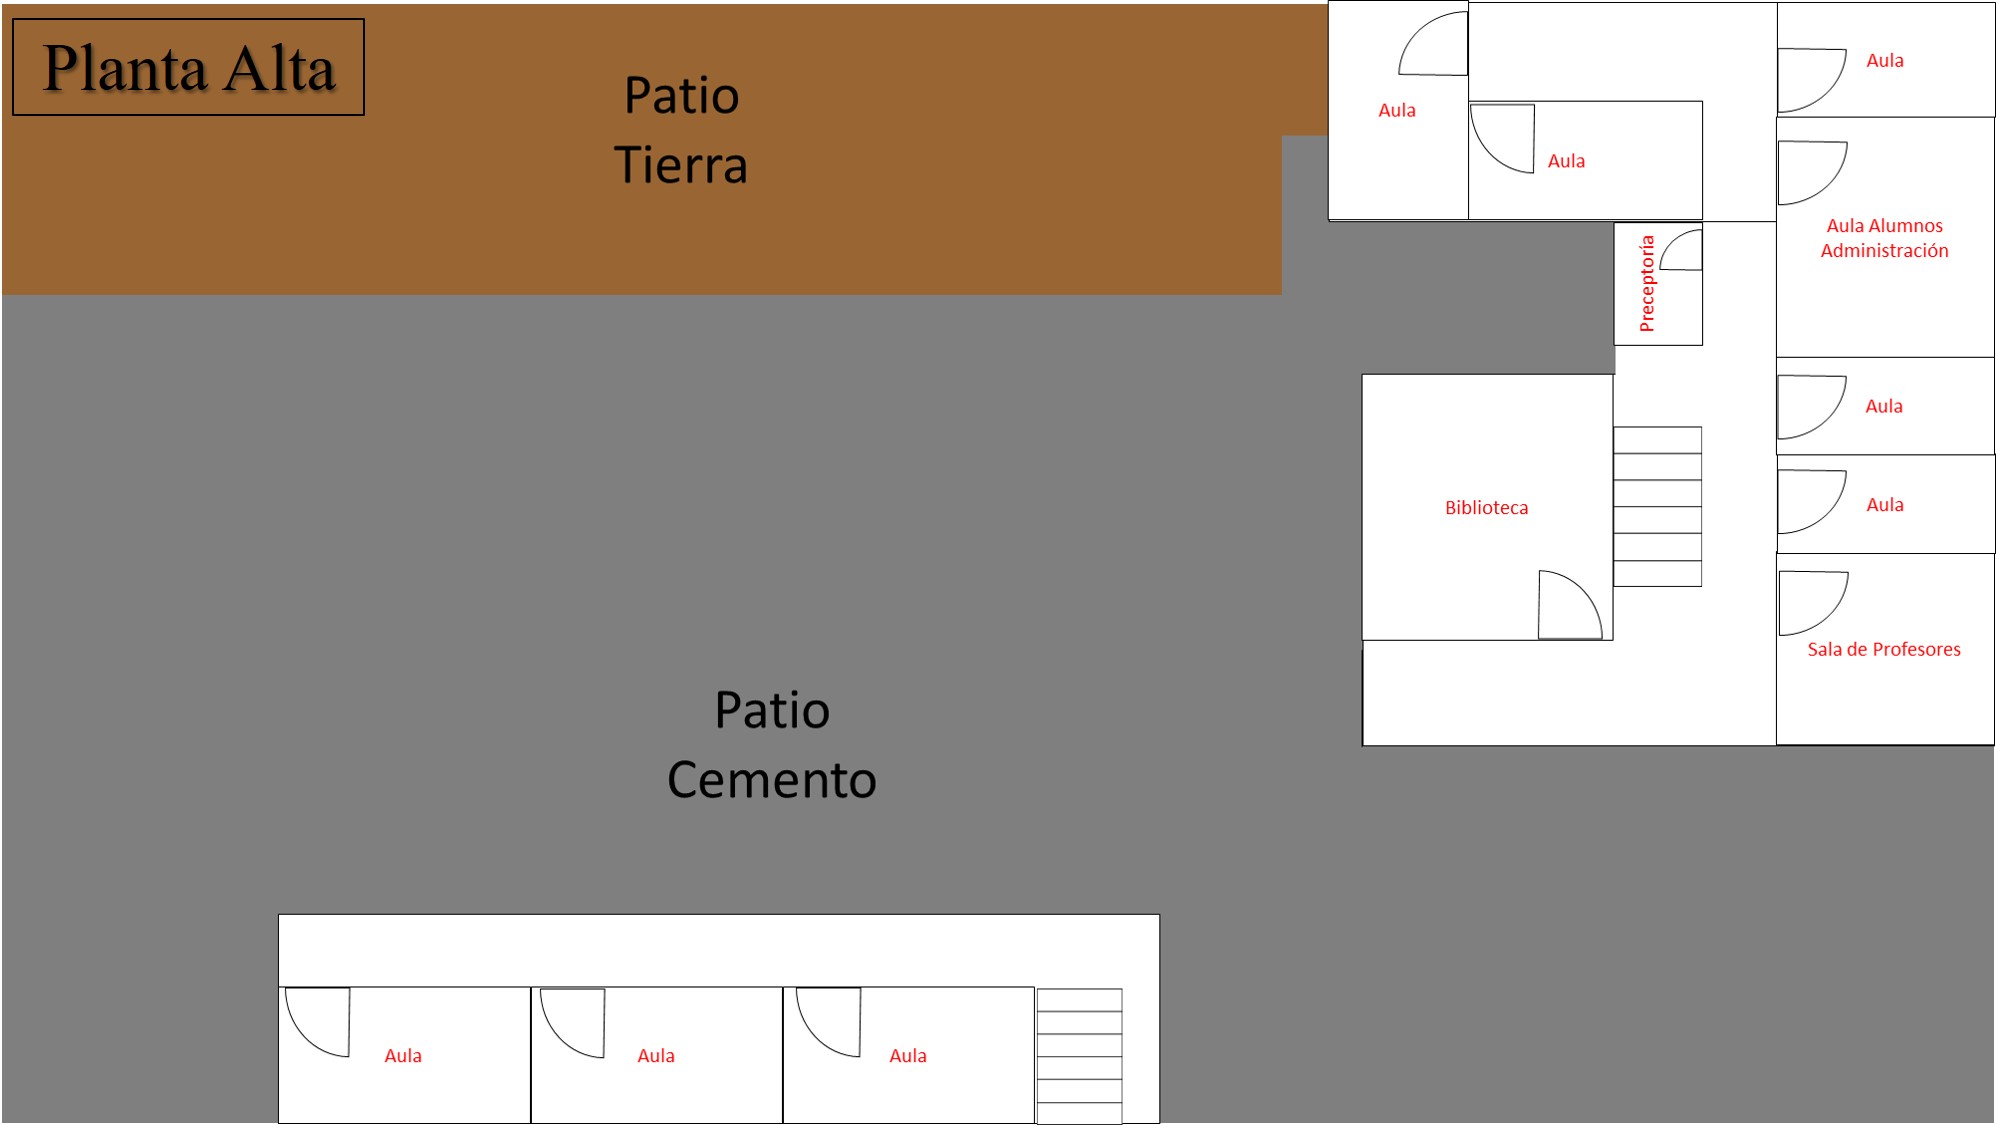 Planta Alta
Patio
Tierra
Aula
Aula
Aula
Aula Alumnos
Administración
Preceptoría
Aula
Aula
Biblioteca
Sala de Profesores
Patio
Cemento
Aula
Aula
Aula